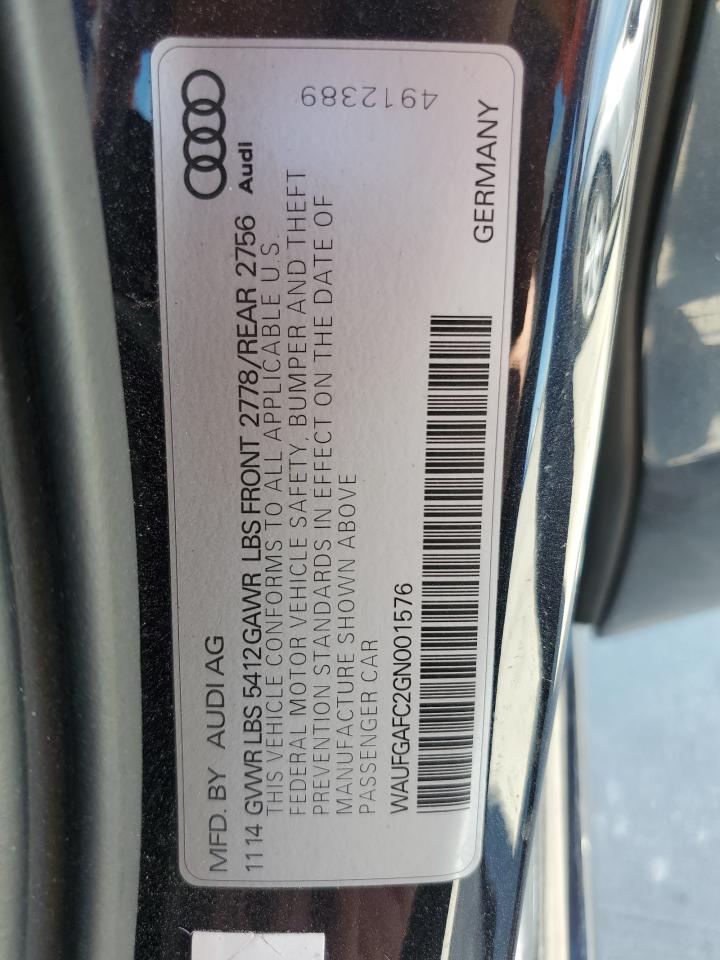 MFD. BY AUDI AG
Audi
1114 GVWR LBS 5412GAWR LBS FRONT 2778/REAR 2756
THIS VEHICLE CONFORMS TO ALL APPLICABLE U.S.
FEDERAL MOTOR VEHICLE SAFETY, BUMPER AND THEFT
PREVENTION STANDARDS IN EFFECT ON THE DATE OF
MANUFACTURE SHOWN ABOVE
PASSENGER CAR
4912389
WAUFGAFC2GN001576
GERMANY